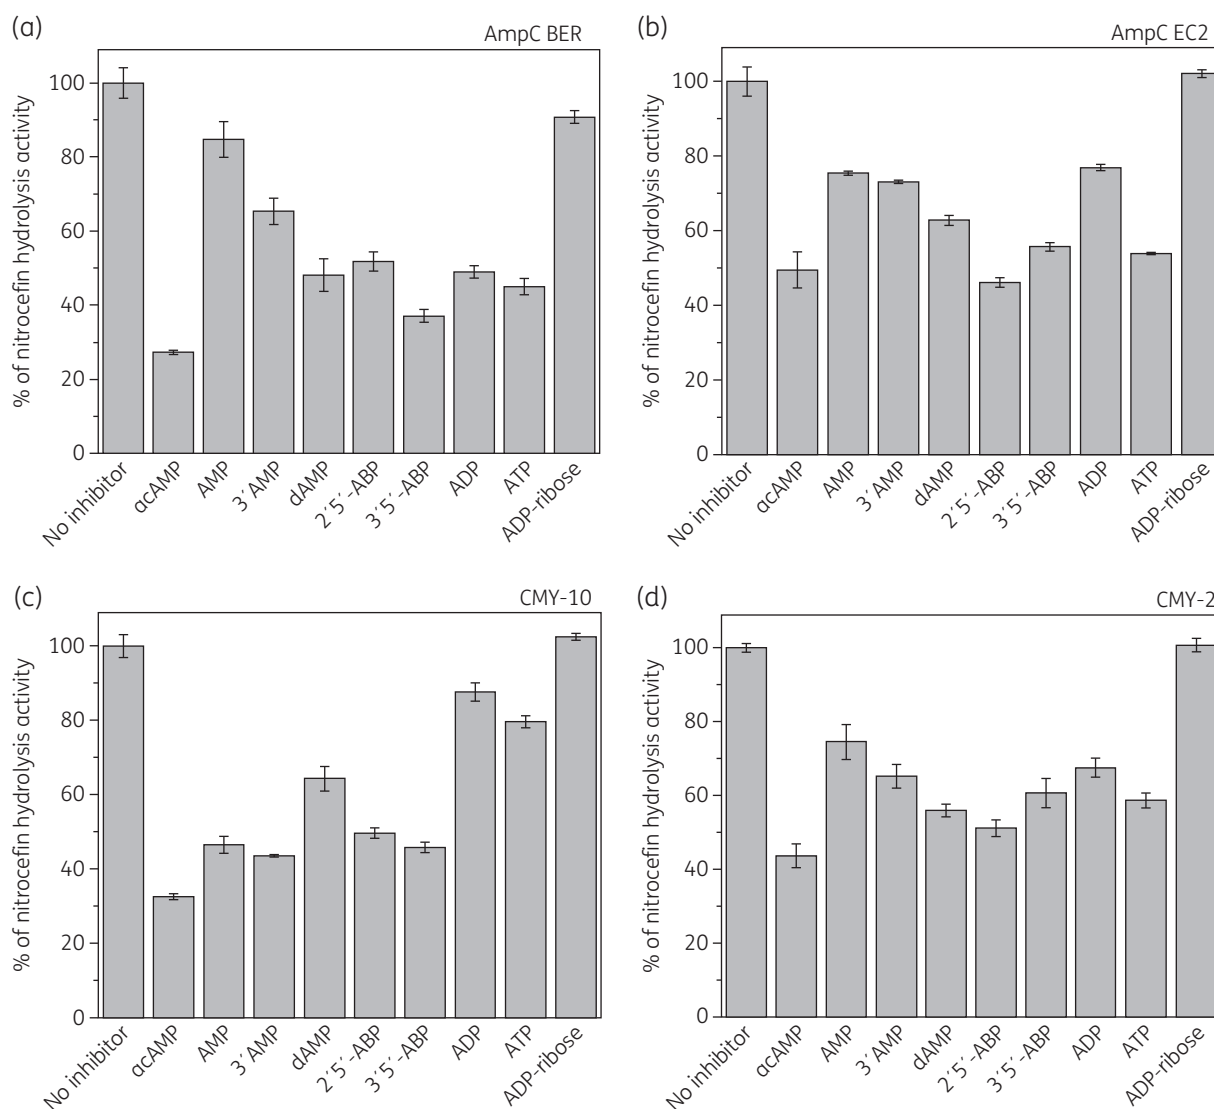 (a)
AmpC BER
% of nitrocefin hydrolysis activity
100
80
60
40
20
0
No inhibitor
acAMP
AMP
3´AMP
dAMP
2´5´-ABP
3´5´-ABP
ADP
ATP
ADP-ribose
(b)
AmpC EC2
% of nitrocefin hydrolysis activity
100
80
60
40
20
0
No inhibitor
acAMP
AMP
3´AMP
dAMP
2´5´-ABP
3´5´-ABP
ADP
ATP
ADP-ribose
(c)
CMY-10
% of nitrocefin hydrolysis activity
100
80
60
40
20
0
No inhibitor
acAMP
AMP
3´AMP
dAMP
2´5´-ABP
3´5´-ABP
ADP
ATP
ADP-ribose
(d)
CMY-2
% of nitrocefin hydrolysis activity
100
80
60
40
20
0
No inhibitor
acAMP
AMP
3´AMP
dAMP
2´5´-ABP
3´5´-ABP
ADP
ATP
ADP-ribose